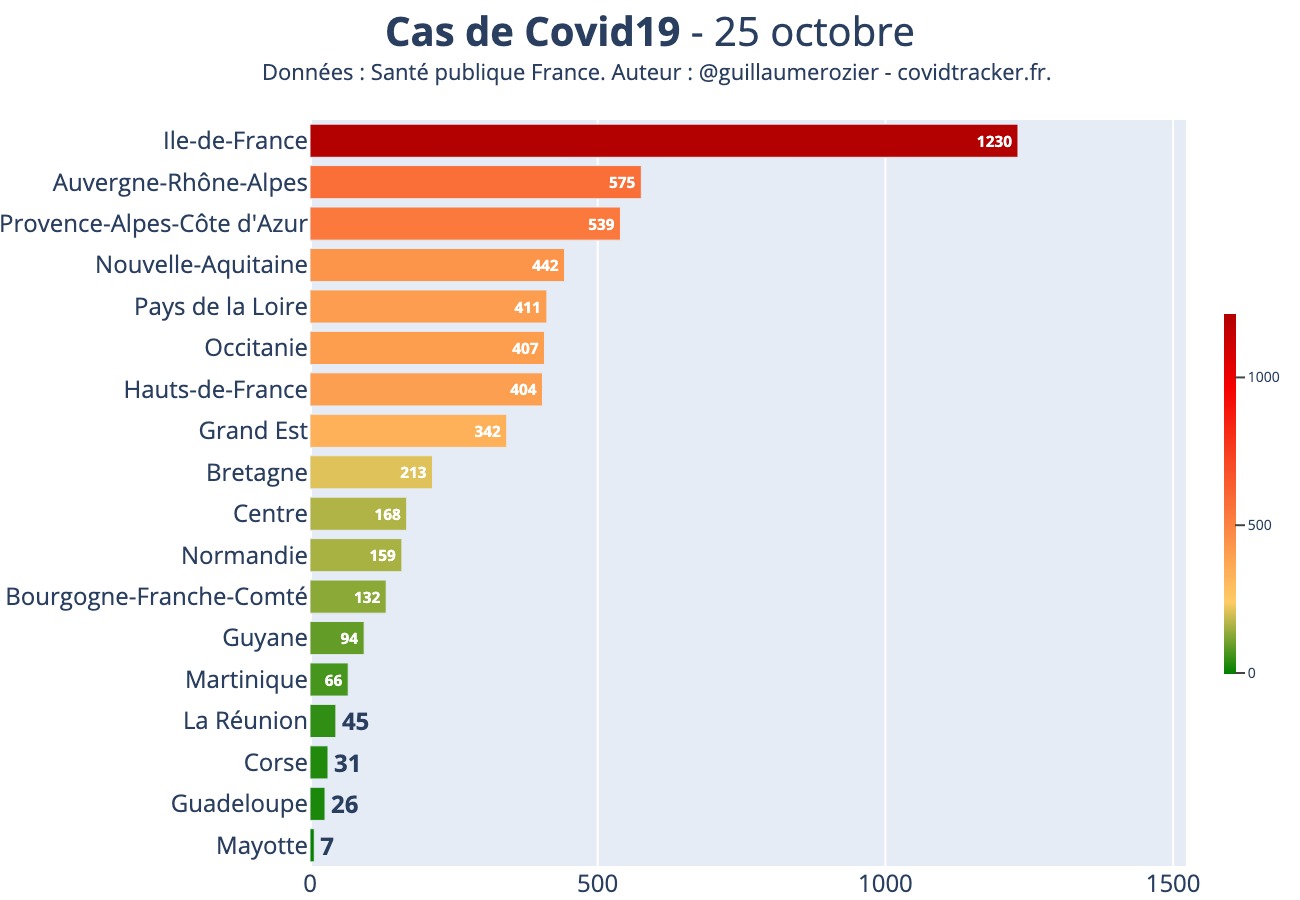 Cas de Covid19 - 25 octobre
Données : Santé publique France. Auteur : @guillaumerozier - covidtracker.fr.
Ile-de-France 1230
Auvergne-Rhône-Alpes 575
Provence-Alpes-Côte d'Azur 539
Nouvelle-Aquitaine 442
Pays de la Loire 411
Occitanie 407
Hauts-de-France 404
Grand Est 342
Bretagne 213
Centre 168
Normandie 159
Bourgogne-Franche-Comté 132
Guyane 94
Martinique 66
La Réunion 45
Corse 31
Guadeloupe 26
Mayotte 7
0 500 1000 1500
1000
500
0